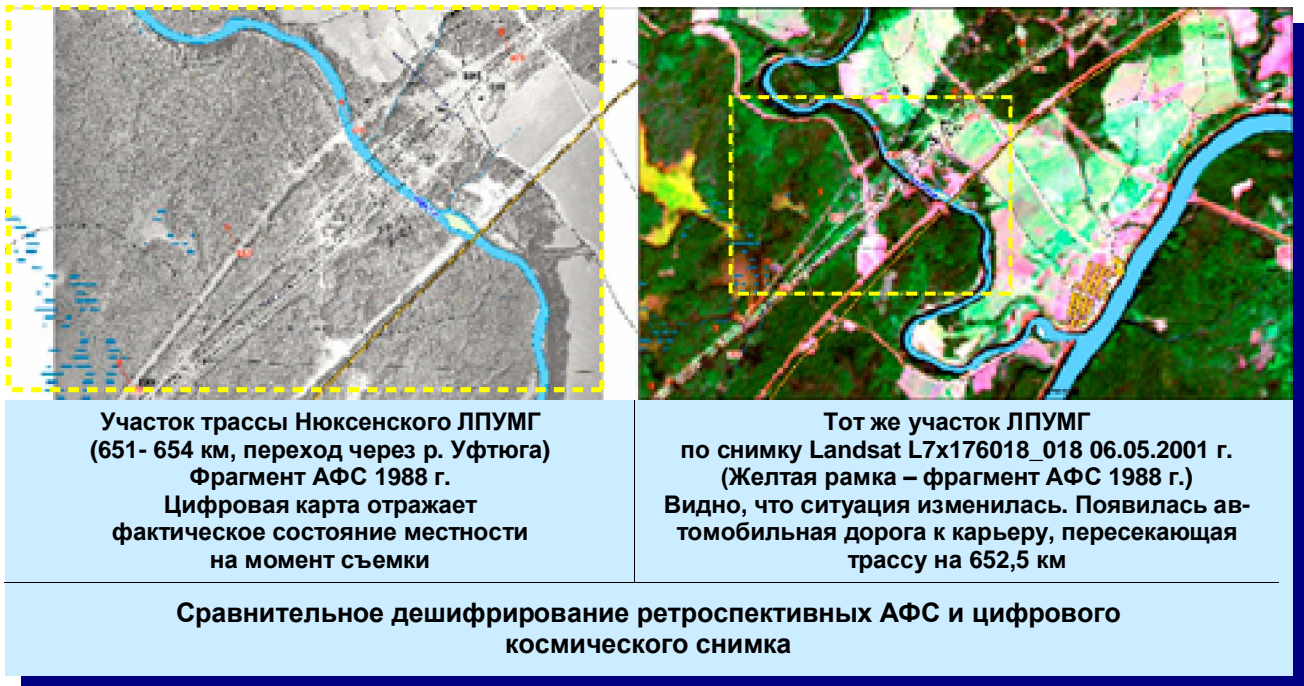 Участок трассы Нюксенского ЛПУМГ
(651- 654 км, переход через р. Уфтюга)
Фрагмент АФС 1988 г.
Цифровая карта отражает
фактическое состояние местности
на момент съемки
Тот же участок ЛПУМГ
по снимку Landsat L7x176018_018 06.05.2001 г.
(Желтая рамка – фрагмент АФС 1988 г.)
Видно, что ситуация изменилась. Появилась ав-
томобильная дорога к карьеру, пересекающая
трассу на 652,5 км
Сравнительное дешифрирование ретроспективных АФС и цифрового
космического снимка